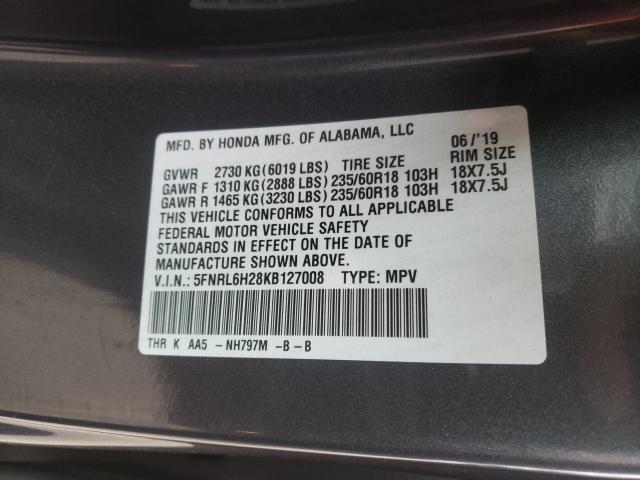 MFD. BY HONDA MFG. OF ALABAMA, LLC 06/'19
GVWR 2730 KG(6019 LBS) TIRE SIZE RIM SIZE
GAWR F 1310 KG(2888 LBS)235/60R18 103H 18X7.5J
GAWR R 1465 KG(3230 LBS)235/60R18 103H 18X7.5J
THIS VEHICLE CONFORMS TO ALL APPLICABLE
FEDERAL MOTOR VEHICLE SAFETY
STANDARDS IN EFFECT ON THE DATE OF
MANUFACTURE SHOWN ABOVE.
V.I.N.: 5FNRL6H28KB127008 TYPE: MPV
THR K AA5 -NH797M -B-B